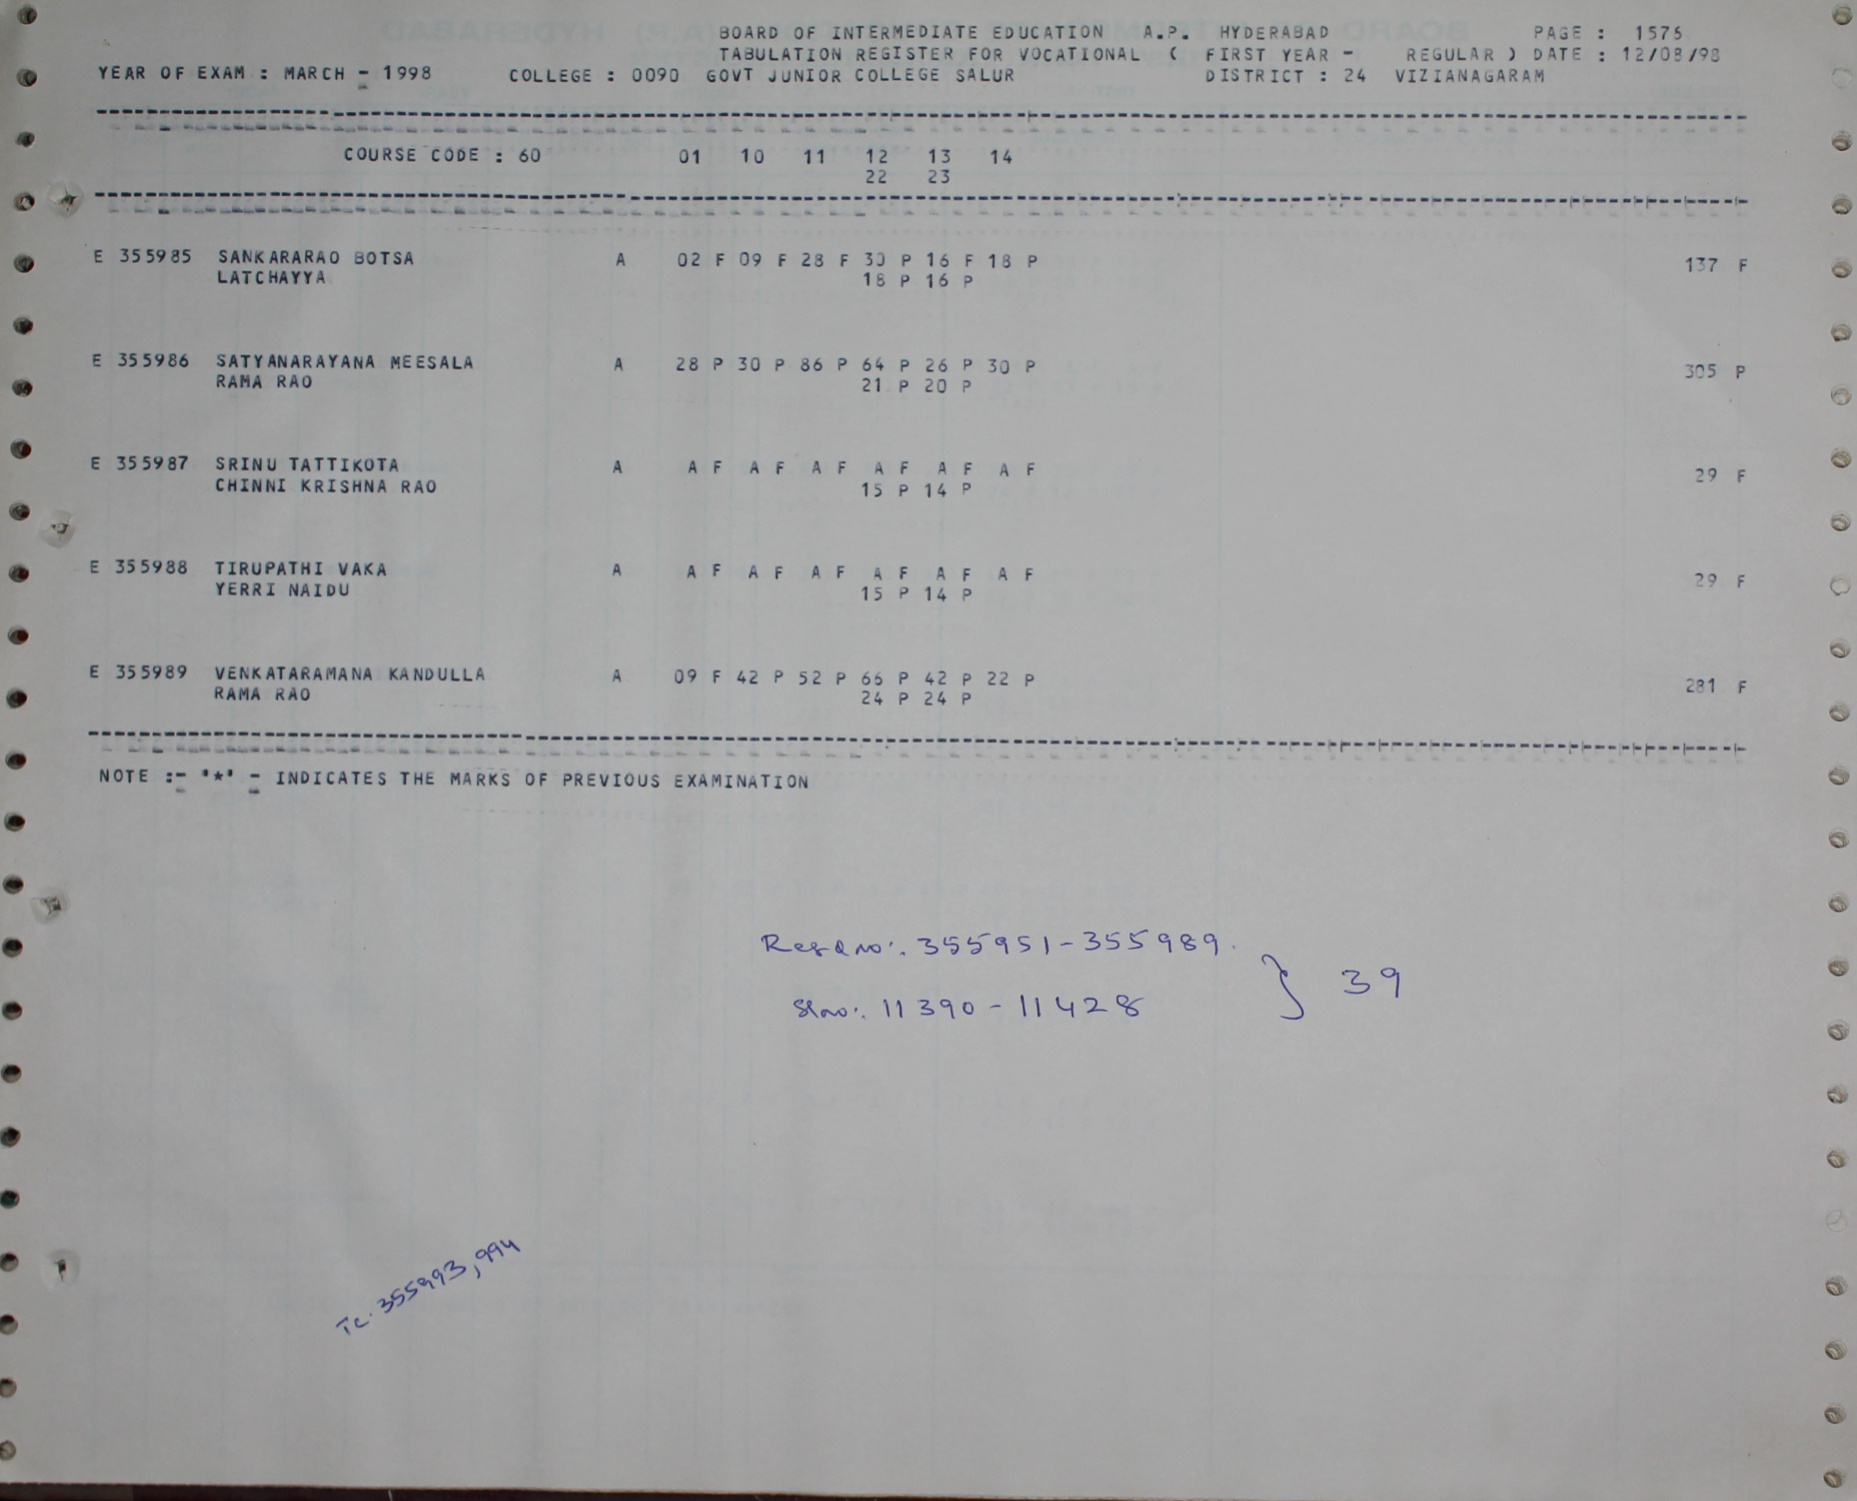 BOARD OF INTERMEDIATE EDUCATION A.P. HYDERABAD PAGE : 1576
TABULATION REGISTER FOR VOCATIONAL ( FIRST YEAR - REGULAR ) DATE : 12/08/98
YEAR OF EXAM : MARCH - 1998 COLLEGE : 0090 GOVT JUNIOR COLLEGE SALUR DISTRICT : 24 VIZIANAGARAM
COURSE CODE : 60 01 10 11 12 13 14
22 23
E 355985 SANKARARAO BOTSA A 02 F 09 F 28 F 30 P 16 F 18 P 137 F
LATCHAYYA 18 P 16 P
E 355986 SATYANARAYANA MEESALA A 28 P 30 P 86 P 64 P 26 P 30 P 305 P
RAMA RAO 21 P 20 P
E 355987 SRINU TATTIKOTA A A F A F A F A F A F A F 29 F
CHINNI KRISHNA RAO 15 P 14 P
E 355988 TIRUPATHI VAKA A A F A F A F A F A F A F 29 F
YERRI NAIDU 15 P 14 P
E 355989 VENKATARAMANA KANDULLA A 09 F 42 P 52 P 66 P 42 P 22 P 281 F
RAMA RAO 24 P 24 P
NOTE :- '*' - INDICATES THE MARKS OF PREVIOUS EXAMINATION
Regd no:. 355951-355989.
Slno:. 11390-11428 } 39
Tc. 355993,994